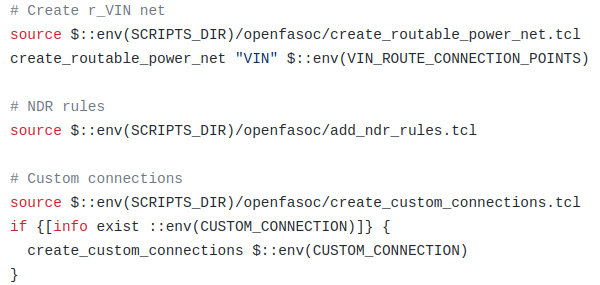 # Create r_VIN net
source $::env(SCRIPTS_DIR)/openfasoc/create_routable_power_net.tcl
create_routable_power_net "VIN" $::env(VIN_ROUTE_CONNECTION_POINTS)
# NDR rules
source $::env(SCRIPTS_DIR)/openfasoc/add_ndr_rules.tcl
# Custom connections
source $::env(SCRIPTS_DIR)/openfasoc/create_custom_connections.tcl
if {[info exist ::env(CUSTOM_CONNECTION)]} {
  create_custom_connections $::env(CUSTOM_CONNECTION)
}